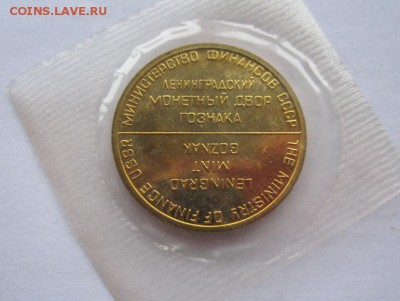 COINS.LAVE.RU
МИНИСТЕРСТВО ФИНАНСОВ СССР
ЛЕНИНГРАДСКИЙ
МОНЕТНЫЙ ДВОР
ГОЗНАКА
THE MINISTRY OF FINANCE USSR
LENINGRAD
MINT
GOZNAK